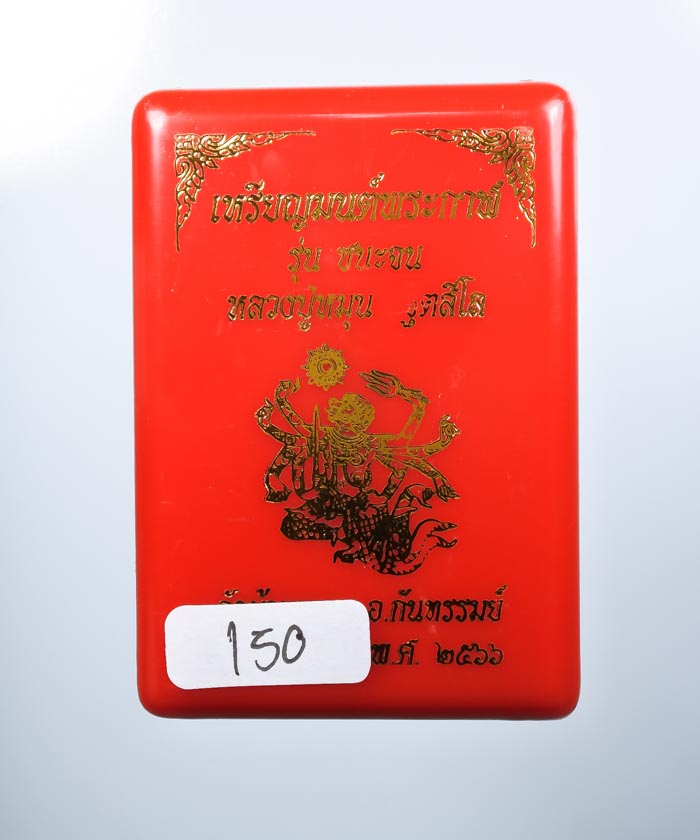 เหรียญมนต์พระกาฬ
รุ่น ชนะจน
หลวงปู่หมุน ฐิตสีโล
อ.กันทรรมย์
150
พ.ศ. ๒๕๖๖